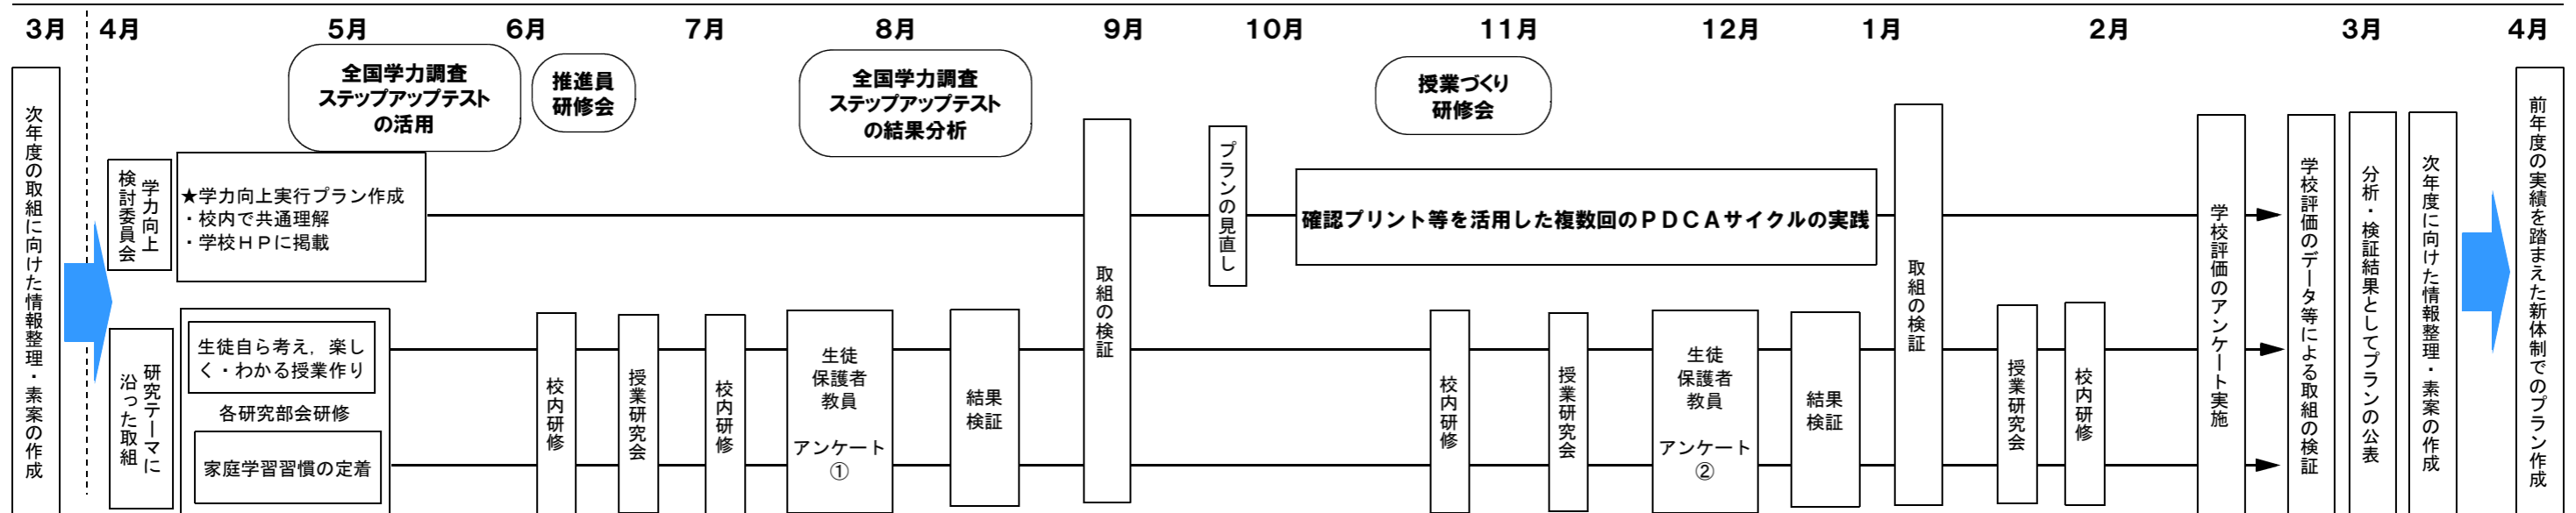 3月
4月
5月
6月
7月
8月
9月
10月
11月
12月
1月
2月
3月
4月
全国学力調査
ステップアップテスト
の活用
推進員
研修会
全国学力調査
ステップアップテスト
の結果分析
授業づくり
研修会
次年度の取組に向けた情報整理・素案の作成
学力向上
検討委員会
★学力向上実行プラン作成
・校内で共通理解
・学校HPに掲載
研究テーマに
沿った取組
生徒自ら考え，楽し
く・わかる授業作り
各研究部会研修
家庭学習習慣の定着
校内研修
授業研究会
校内研修
生徒
保護者
教員
アンケート
①
結果
検証
取組の検証
プランの見直し
確認プリント等を活用した複数回のＰＤＣＡサイクルの実践
校内研修
授業研究会
生徒
保護者
教員
アンケート
②
結果
検証
取組の検証
授業研究会
校内研修
学校評価のアンケート実施
学校評価のデータ等による取組の検証
分析・検証結果としてプランの公表
次年度に向けた情報整理・素案の作成
前年度の実績を踏まえた新体制でのプラン作成